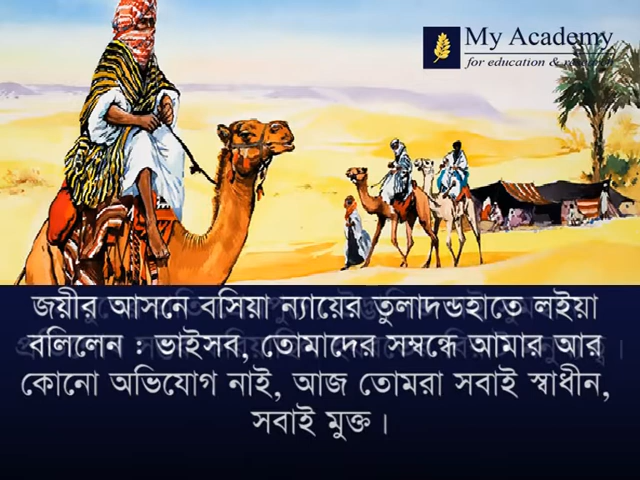 My Academy
for education & research
জয়ীর আসনে বসিয়া ন্যায়ের তুলাদন্ডহাতে লইয়া
বলিলেন : ভাইসব, তোমাদের সম্বন্ধে আমার আর
কোনো অভিযোগ নাই, আজ তোমরা সবাই স্বাধীন,
সবাই মুক্ত।